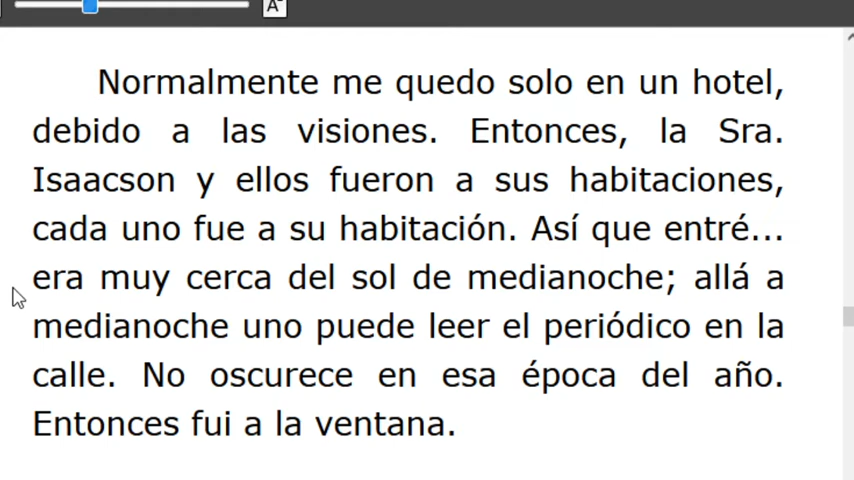 A
Normalmente me quedo solo en un hotel,
debido a las visiones. Entonces, la Sra.
Isaacson y ellos fueron a sus habitaciones,
cada uno fue a su habitación. Así que entré...
era muy cerca del sol de medianoche; allá a
medianoche uno puede leer el periódico en la
calle. No oscurece en esa época del año.
Entonces fui a la ventana.